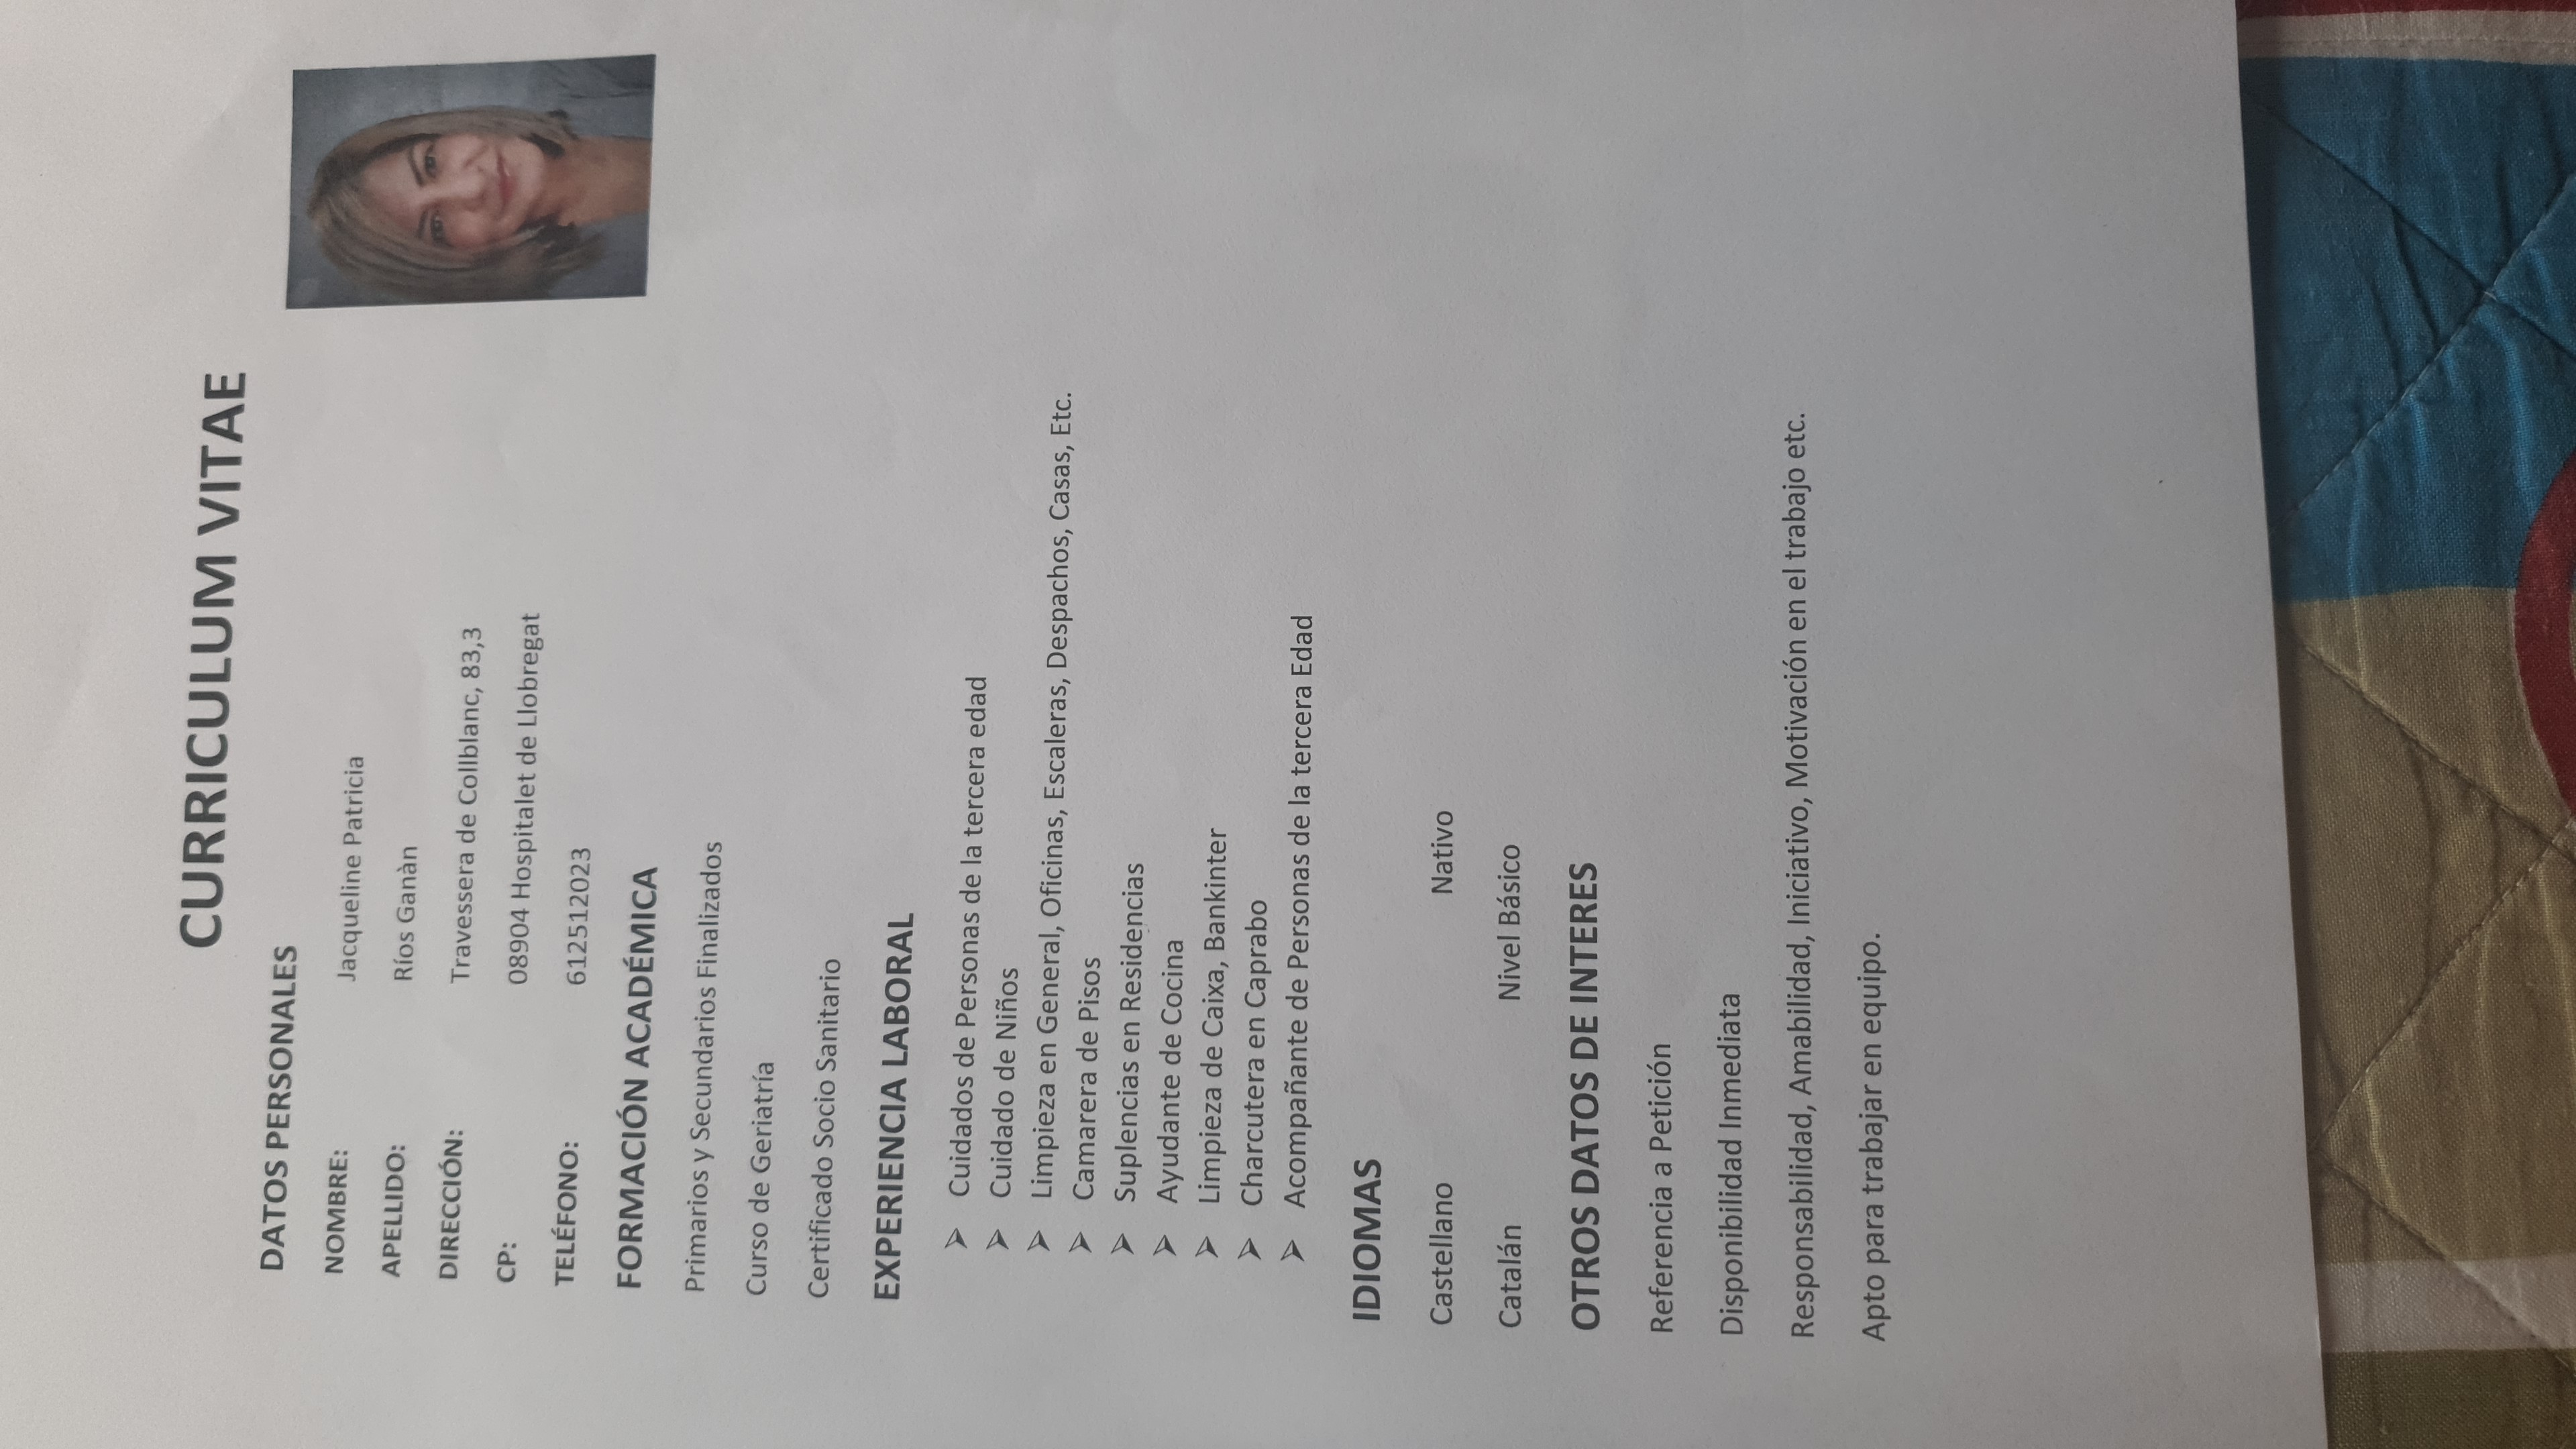 CURRICULUM VITAE
DATOS PERSONALES
NOMBRE: Jacqueline Patricia
APELLIDO: Ríos Ganàn
DIRECCIÓN: Travessera de Collblanc, 83,3
CP: 08904 Hospitalet de Llobregat
TELÉFONO: 612512023
FORMACIÓN ACADÉMICA
Primarios y Secundarios Finalizados
Curso de Geriatría
Certificado Socio Sanitario
EXPERIENCIA LABORAL
➢ Cuidados de Personas de la tercera edad
➢ Cuidado de Niños
➢ Limpieza en General, Oficinas, Escaleras, Despachos, Casas, Etc.
➢ Camarera de Pisos
➢ Suplencias en Residencias
➢ Ayudante de Cocina
➢ Limpieza de Caixa, Bankinter
➢ Charcutera en Caprabo
➢ Acompañante de Personas de la tercera Edad
IDIOMAS
Castellano Nativo
Catalán Nivel Básico
OTROS DATOS DE INTERES
Referencia a Petición
Disponibilidad Inmediata
Responsabilidad, Amabilidad, Iniciativo, Motivación en el trabajo etc.
Apto para trabajar en equipo.